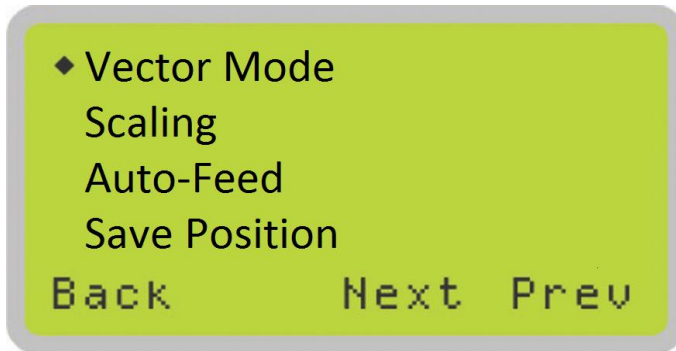 Vector Mode
Scaling
Auto-Feed
Save Position
Back Next Prev